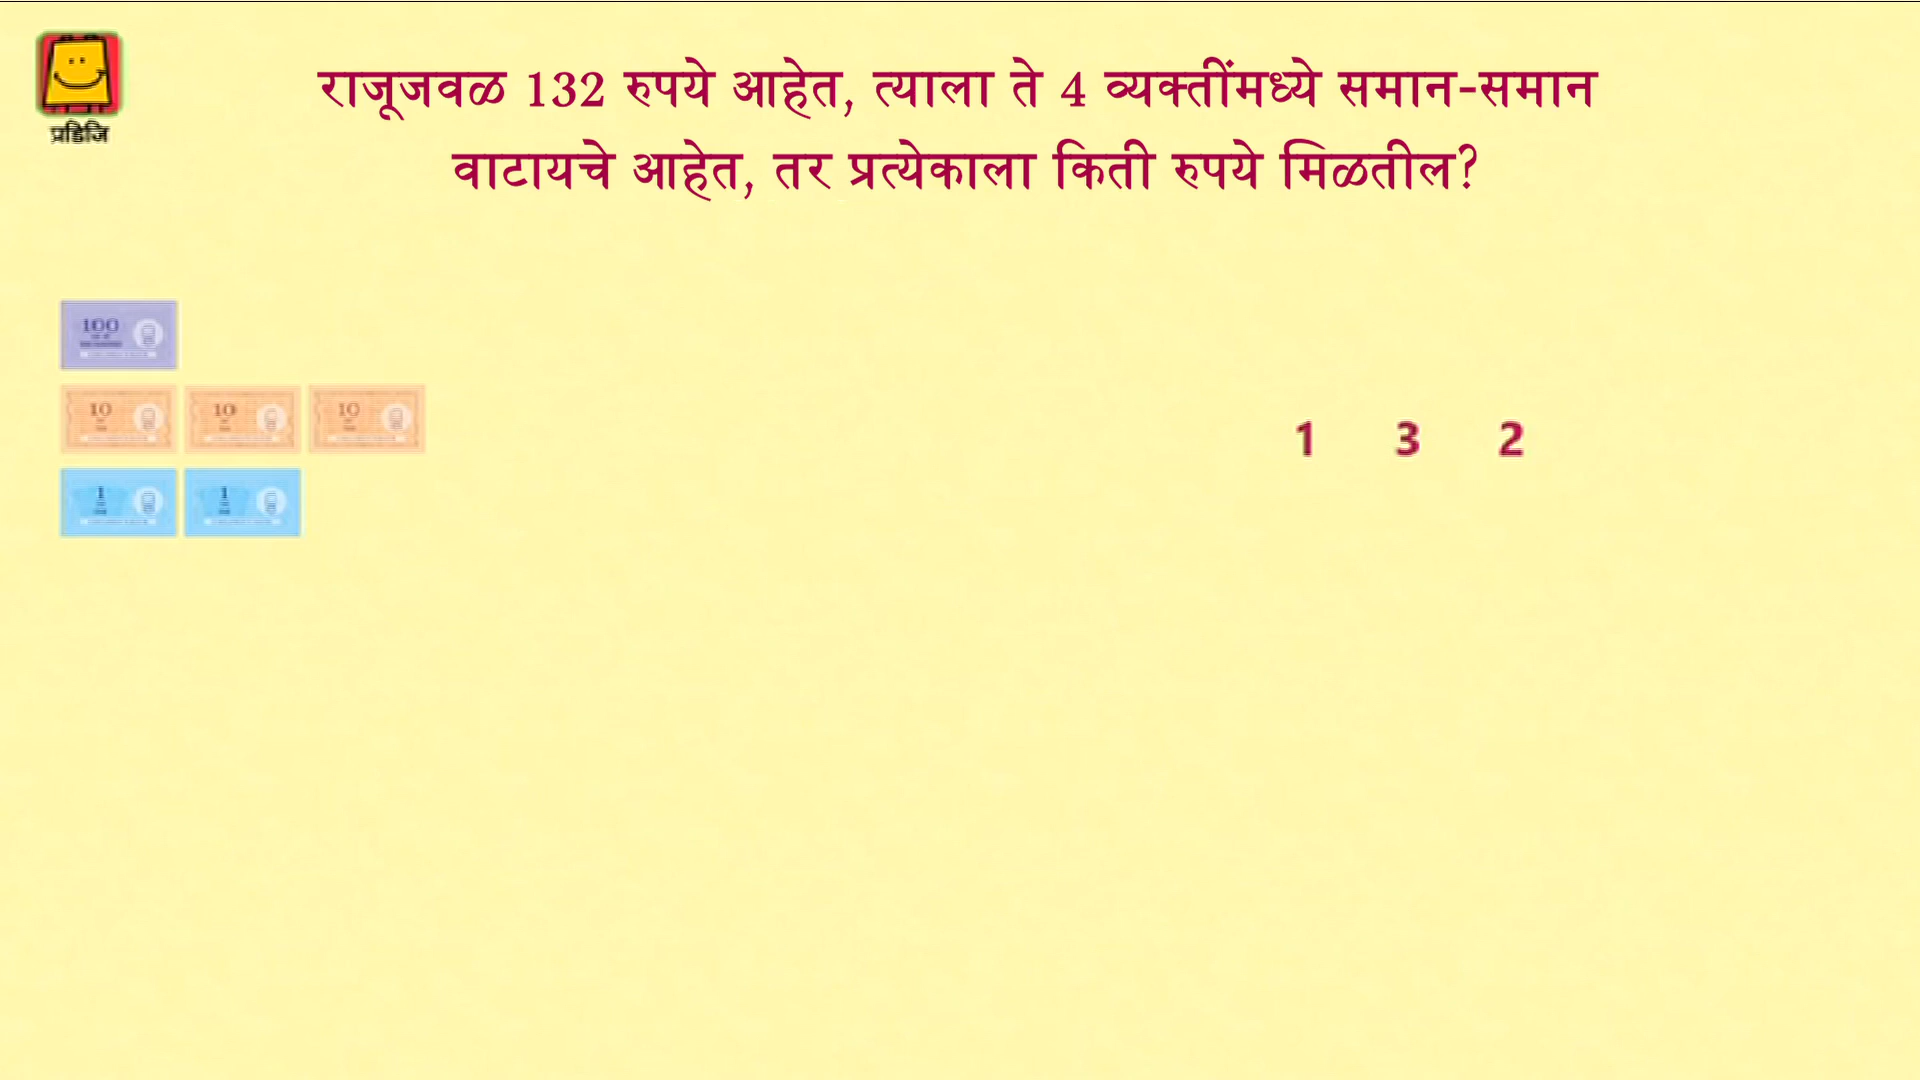 राजूजवळ 132 रुपये आहेत, त्याला ते 4 व्यक्तींमध्ये समान-समान
वाटायचे आहेत, तर प्रत्येकाला किती रुपये मिळतील?
प्रडिजि
100
10 10 10
1 1
1 3 2